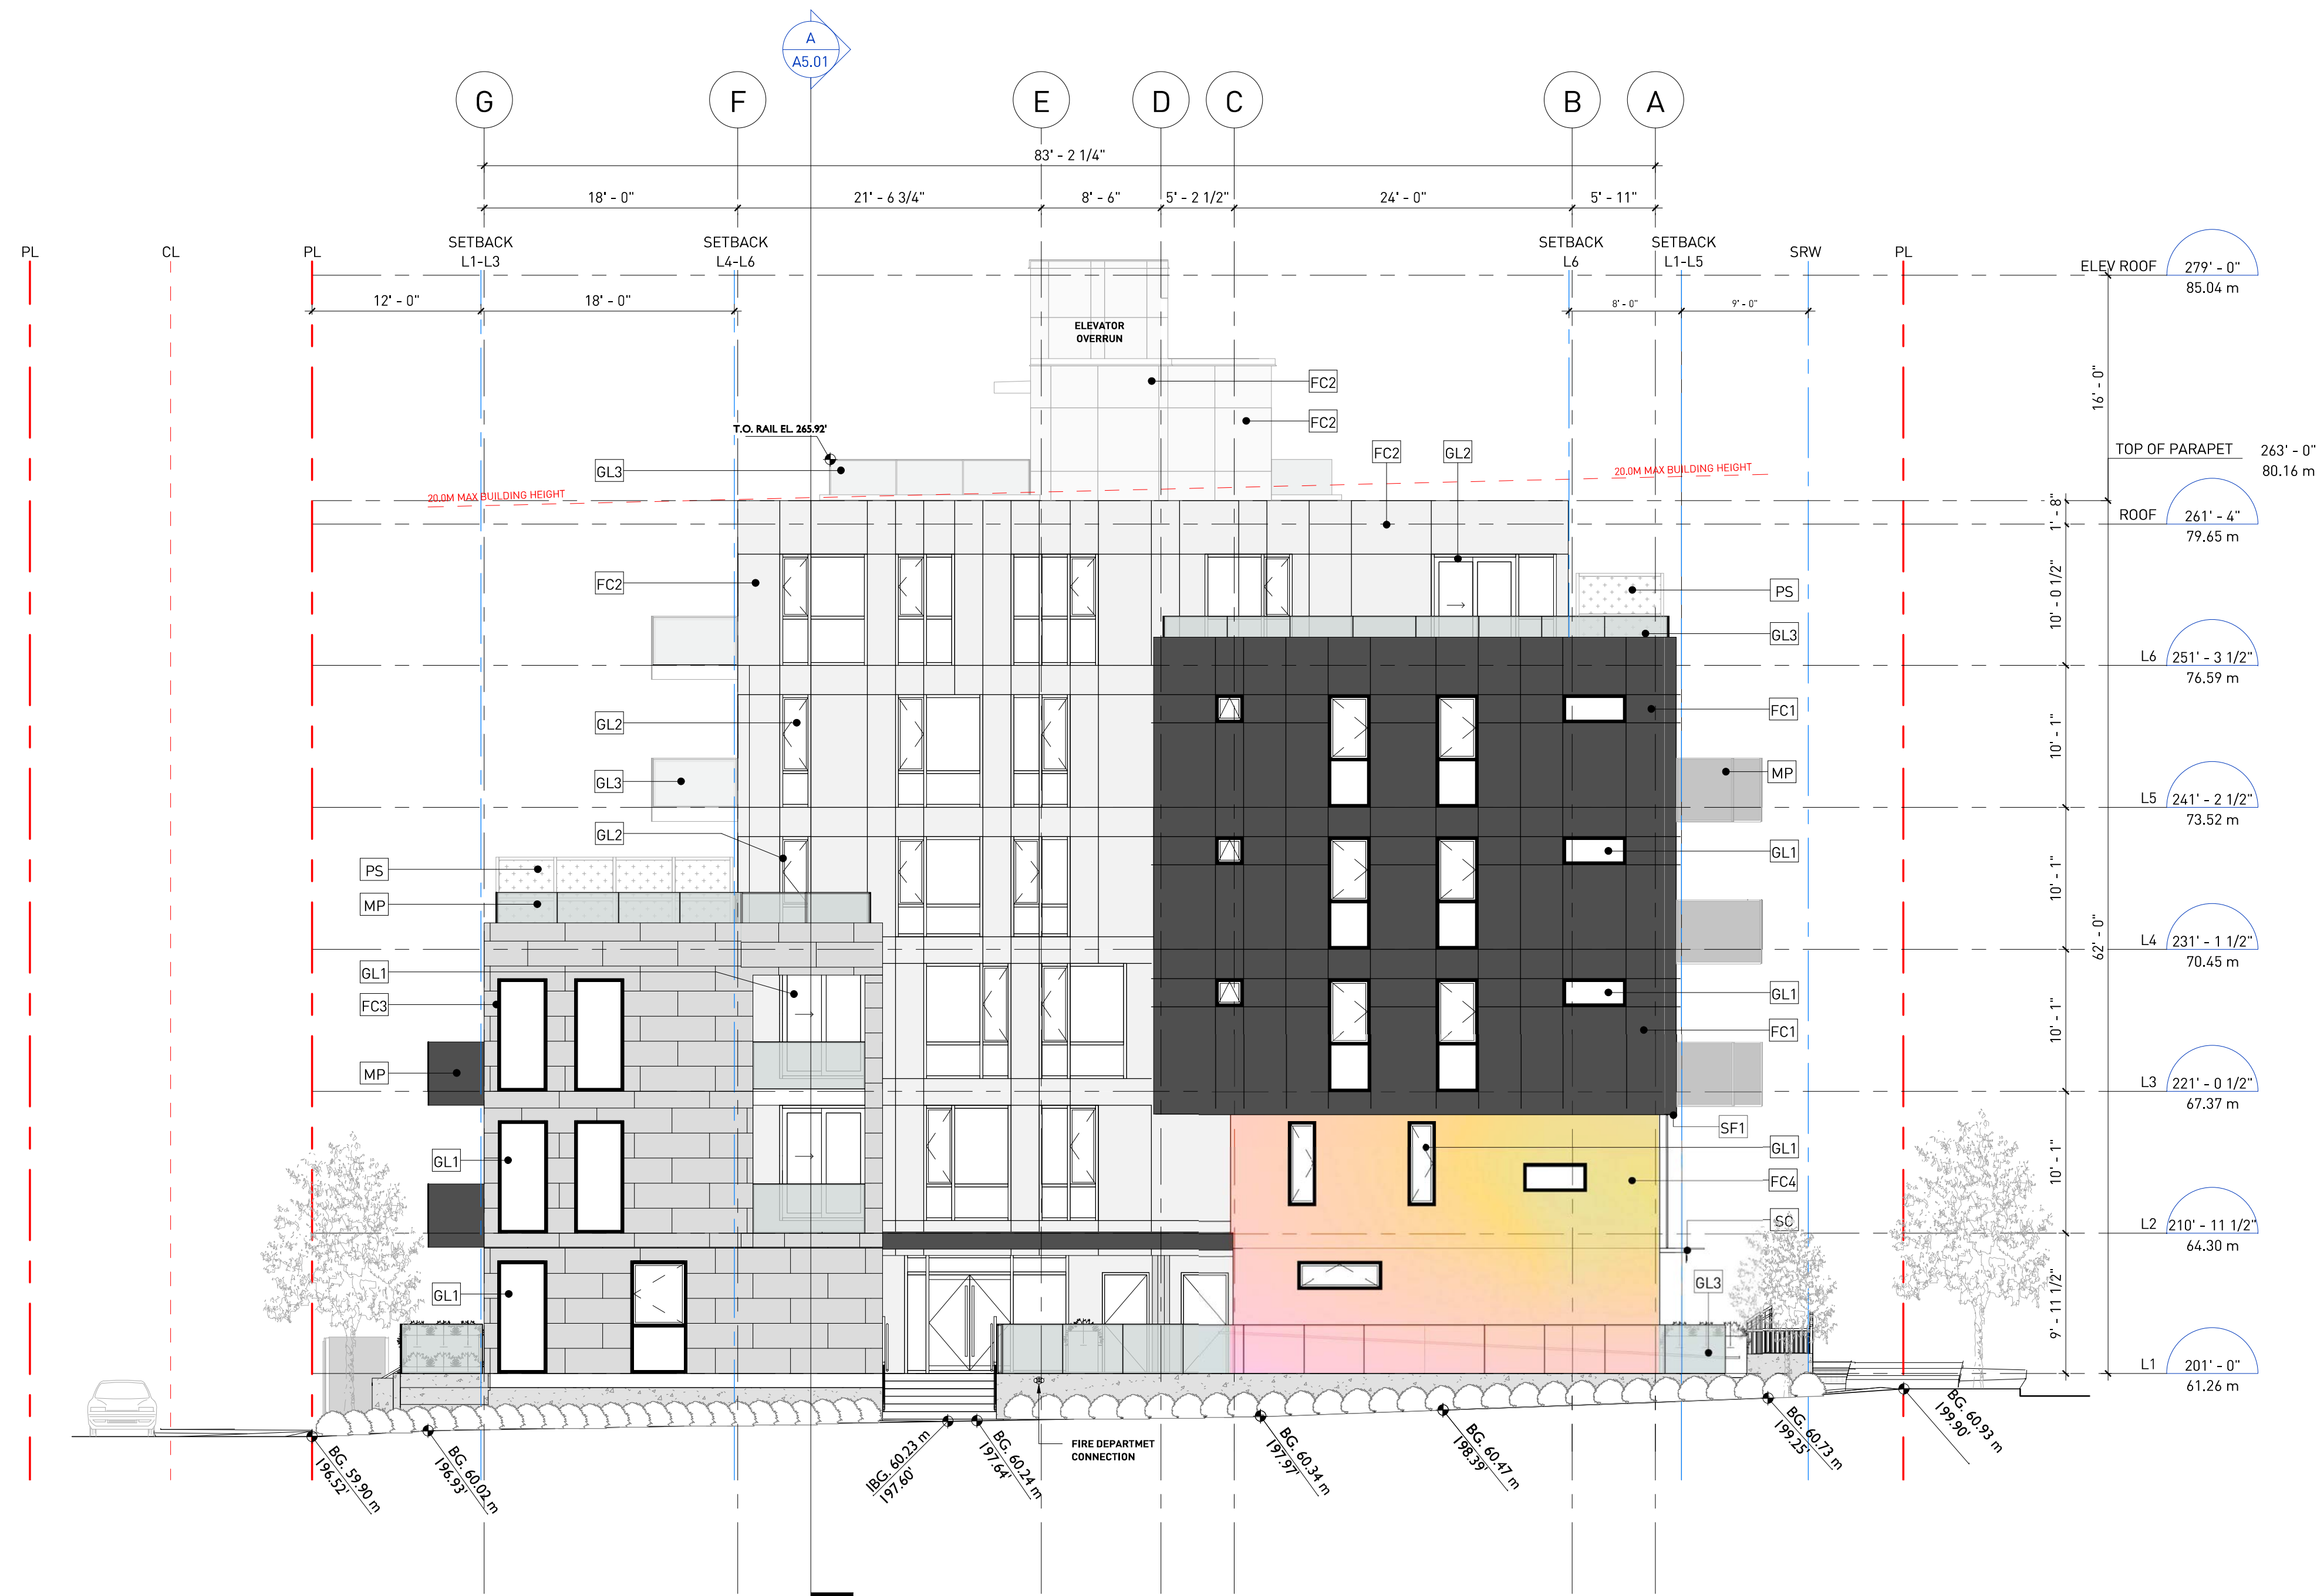 A
A5.01
G
F
E
D
C
B
A
83' - 2 1/4"
18' - 0"
21' - 6 3/4"
8' - 6"
5' - 2 1/2"
24' - 0"
5' - 11"
PL
CL
PL
SETBACK
L1-L3
SETBACK
L4-L6
SETBACK
L6
SETBACK
L1-L5
SRW
PL
ELEV ROOF
279' - 0"
85.04 m
12' - 0"
18' - 0"
8' - 0"
9' - 0"
ELEVATOR
OVERRUN
FC2
FC2
16' - 0"
T.O. RAIL EL. 265.92'
GL3
FC2
GL2
TOP OF PARAPET
263' - 0"
80.16 m
20.0M MAX BUILDING HEIGHT
20.0M MAX BUILDING HEIGHT
1' - 8"
ROOF
261' - 4"
79.65 m
FC2
PS
10' - 0 1/2"
GL3
L6
251' - 3 1/2"
76.59 m
GL2
FC1
10' - 1"
GL3
MP
L5
241' - 2 1/2"
73.52 m
GL2
GL1
PS
10' - 1"
MP
62' - 0"
L4
231' - 1 1/2"
70.45 m
GL1
GL1
FC3
FC1
10' - 1"
MP
L3
221' - 0 1/2"
67.37 m
SF1
GL1
GL1
FC4
10' - 1"
SC
L2
210' - 11 1/2"
64.30 m
GL1
GL3
9' - 11 1/2"
L1
201' - 0"
61.26 m
BG. 59.90 m
196.52'
BG. 60.02 m
196.93'
IBG. 60.23 m
197.60'
BG. 60.24 m
197.64'
FIRE DEPARTMET
CONNECTION
BG. 60.34 m
197.97'
BG. 60.47 m
198.39'
BG. 60.73 m
199.25'
BG. 60.93 m
199.90'